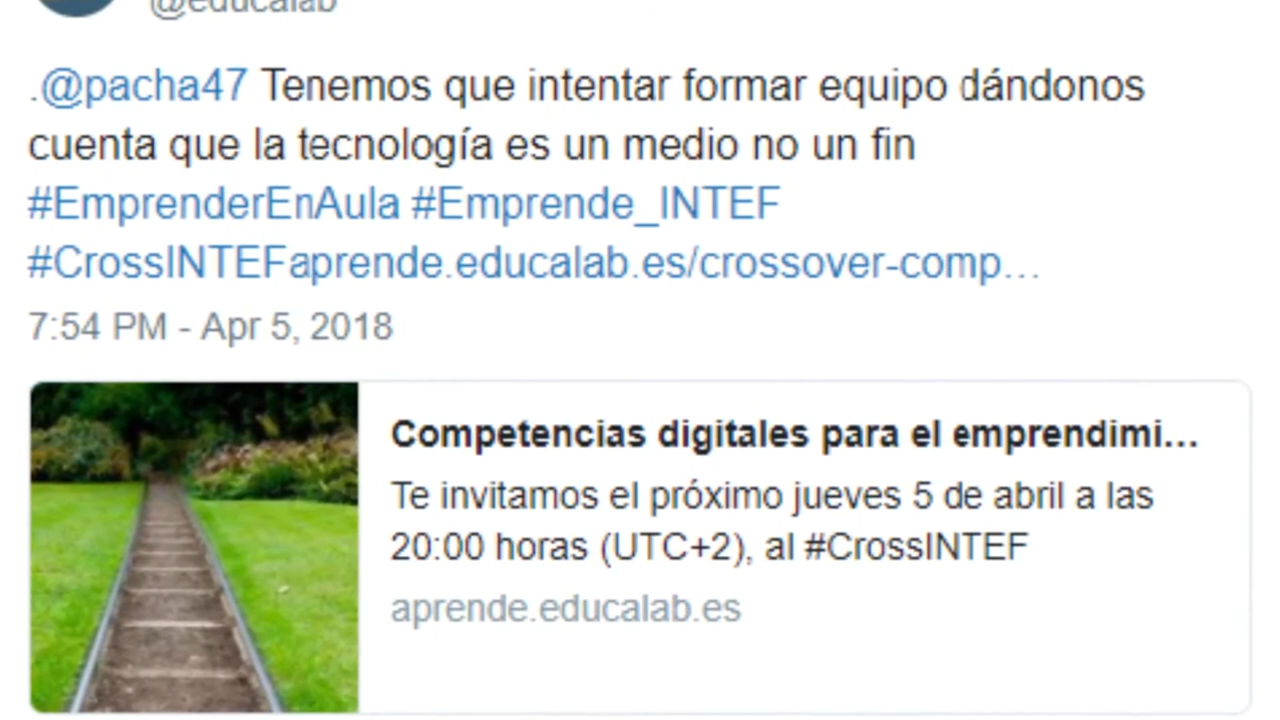 @educalab
.@pacha47 Tenemos que intentar formar equipo dándonos
cuenta que la tecnología es un medio no un fin
#EmprenderEnAula #Emprende_INTEF
#CrossINTEFaprende.educalab.es/crossover-comp…
7:54 PM - Apr 5, 2018
Competencias digitales para el emprendimi...
Te invitamos el próximo jueves 5 de abril a las
20:00 horas (UTC+2), al #CrossINTEF
aprende.educalab.es